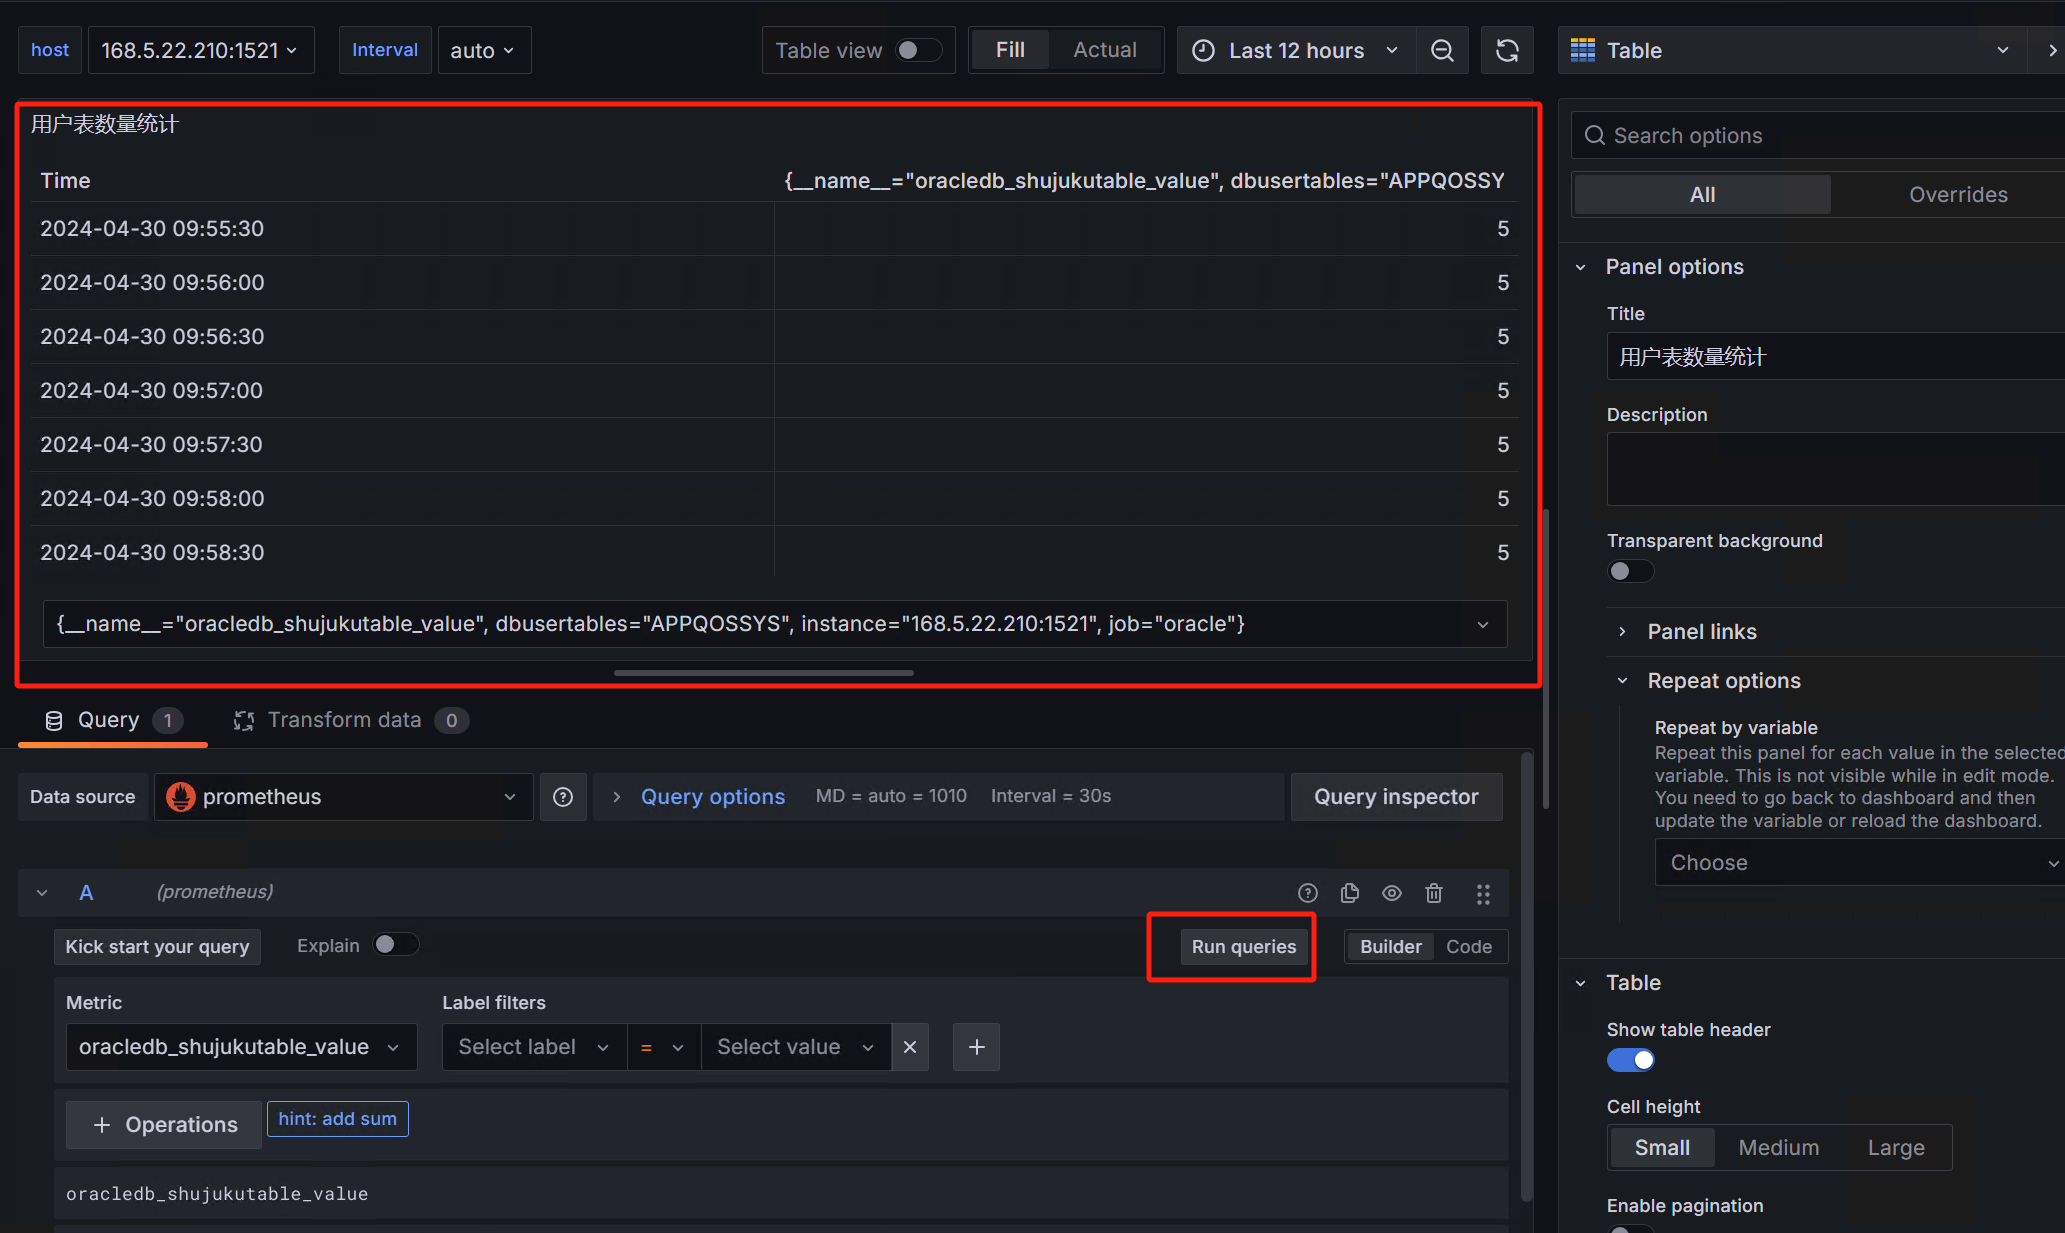 host 168.5.22.210:1521 Interval auto Table view Fill Actual Last 12 hours Table
用户表数量统计
Time {__name__="oracledb_shujukutable_value", dbusertables="APPQOSSY
2024-04-30 09:55:30 5
2024-04-30 09:56:00 5
2024-04-30 09:56:30 5
2024-04-30 09:57:00 5
2024-04-30 09:57:30 5
2024-04-30 09:58:00 5
2024-04-30 09:58:30 5
{__name__="oracledb_shujukutable_value", dbusertables="APPQOSSYS", instance="168.5.22.210:1521", job="oracle"}
Query 1 Transform data 0
Data source prometheus Query options MD = auto = 1010 Interval = 30s Query inspector
A (prometheus)
Kick start your query Explain Run queries Builder Code
Metric Label filters
oracledb_shujukutable_value Select label = Select value
+ Operations hint: add sum
oracledb_shujukutable_value
Search options
All Overrides
Panel options
Title
用户表数量统计
Description
Transparent background
Panel links
Repeat options
Repeat by variable
Repeat this panel for each value in the selected
variable. This is not visible while in edit mode.
You need to go back to dashboard and then
update the variable or reload the dashboard.
Choose
Table
Show table header
Cell height
Small Medium Large
Enable pagination